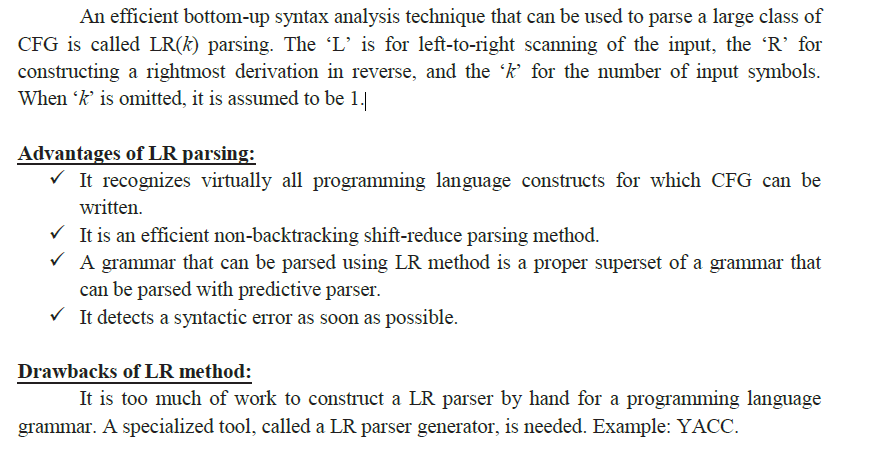 An efficient bottom-up syntax analysis technique that can be used to parse a large class of
CFG is called LR(k) parsing. The ‘L’ is for left-to-right scanning of the input, the ‘R’ for
constructing a rightmost derivation in reverse, and the ‘k’ for the number of input symbols.
When ‘k’ is omitted, it is assumed to be 1.
Advantages of LR parsing:
✓ It recognizes virtually all programming language constructs for which CFG can be
written.
✓ It is an efficient non-backtracking shift-reduce parsing method.
✓ A grammar that can be parsed using LR method is a proper superset of a grammar that
can be parsed with predictive parser.
✓ It detects a syntactic error as soon as possible.
Drawbacks of LR method:
It is too much of work to construct a LR parser by hand for a programming language
grammar. A specialized tool, called a LR parser generator, is needed. Example: YACC.